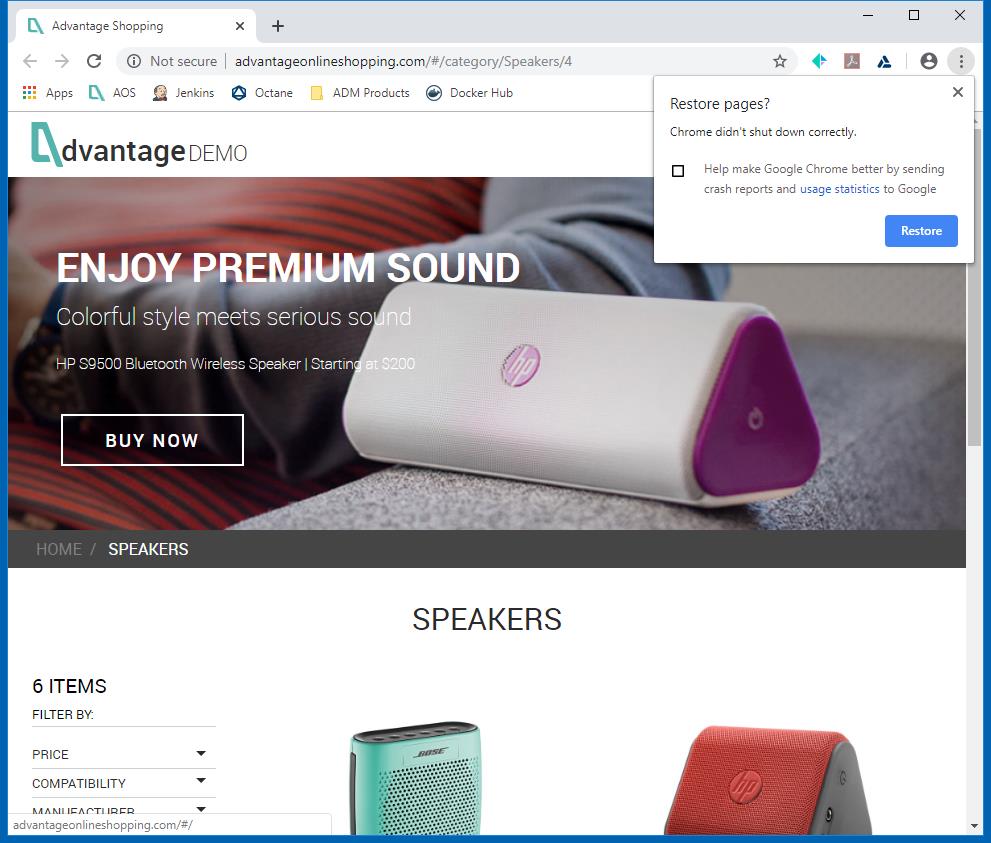 Advantage Shopping
Not secure | advantageonlineshopping.com/#/category/Speakers/4
Apps AOS Jenkins Octane ADM Products Docker Hub
Restore pages?
Chrome didn't shut down correctly.
Help make Google Chrome better by sending
crash reports and usage statistics to Google
Restore
dvantage DEMO
ENJOY PREMIUM SOUND
Colorful style meets serious sound
HP S9500 Bluetooth Wireless Speaker | Starting at $200
BUY NOW
hp
HOME / SPEAKERS
SPEAKERS
6 ITEMS
FILTER BY:
PRICE
COMPATIBILITY
MANUFACTURER
BOSE
hp
advantageonlineshopping.com/#/